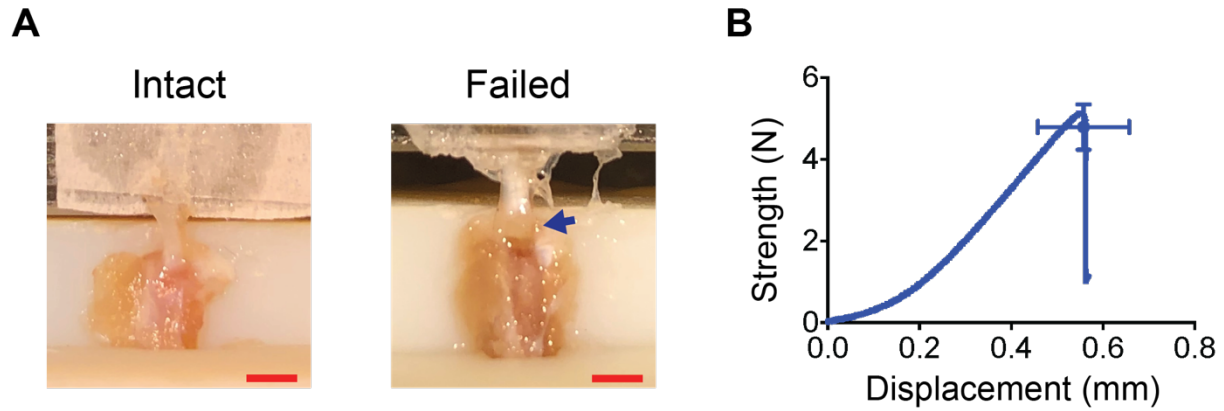 A
B
Intact
Failed
Strength (N)
6
4
2
0
0.0 0.2 0.4 0.6 0.8
Displacement (mm)